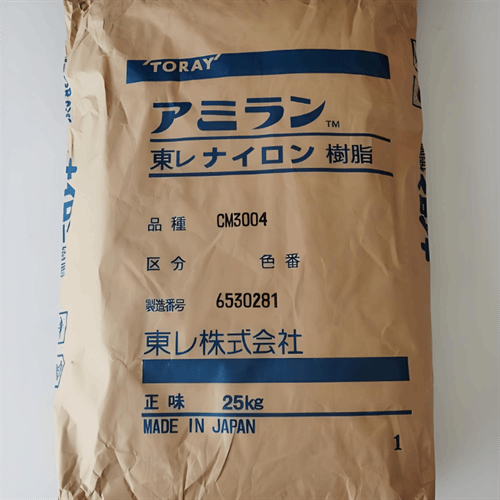 TORAY
アミラン™
東レ ナイロン 樹脂
品種 CM3004
区分 色番
製造番号 6530281
東レ株式会社
正味 25kg
MADE IN JAPAN
1